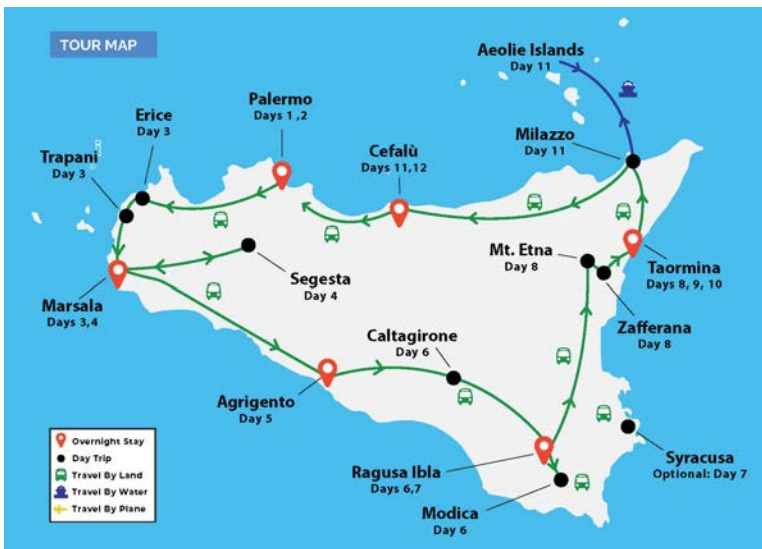 TOUR MAP
Aeolie Islands
Day 11
Palermo
Days 1 ,2
Erice
Day 3
Trapani
Day 3
Cefalù
Days 11,12
Milazzo
Day 11
Mt. Etna
Day 8
Taormina
Days 8, 9, 10
Segesta
Day 4
Marsala
Days 3,4
Zafferana
Day 8
Caltagirone
Day 6
Agrigento
Day 5
Syracusa
Optional: Day 7
Ragusa Ibla
Days 6,7
Modica
Day 6
Overnight Stay
Day Trip
Travel By Land
Travel By Water
Travel By Plane